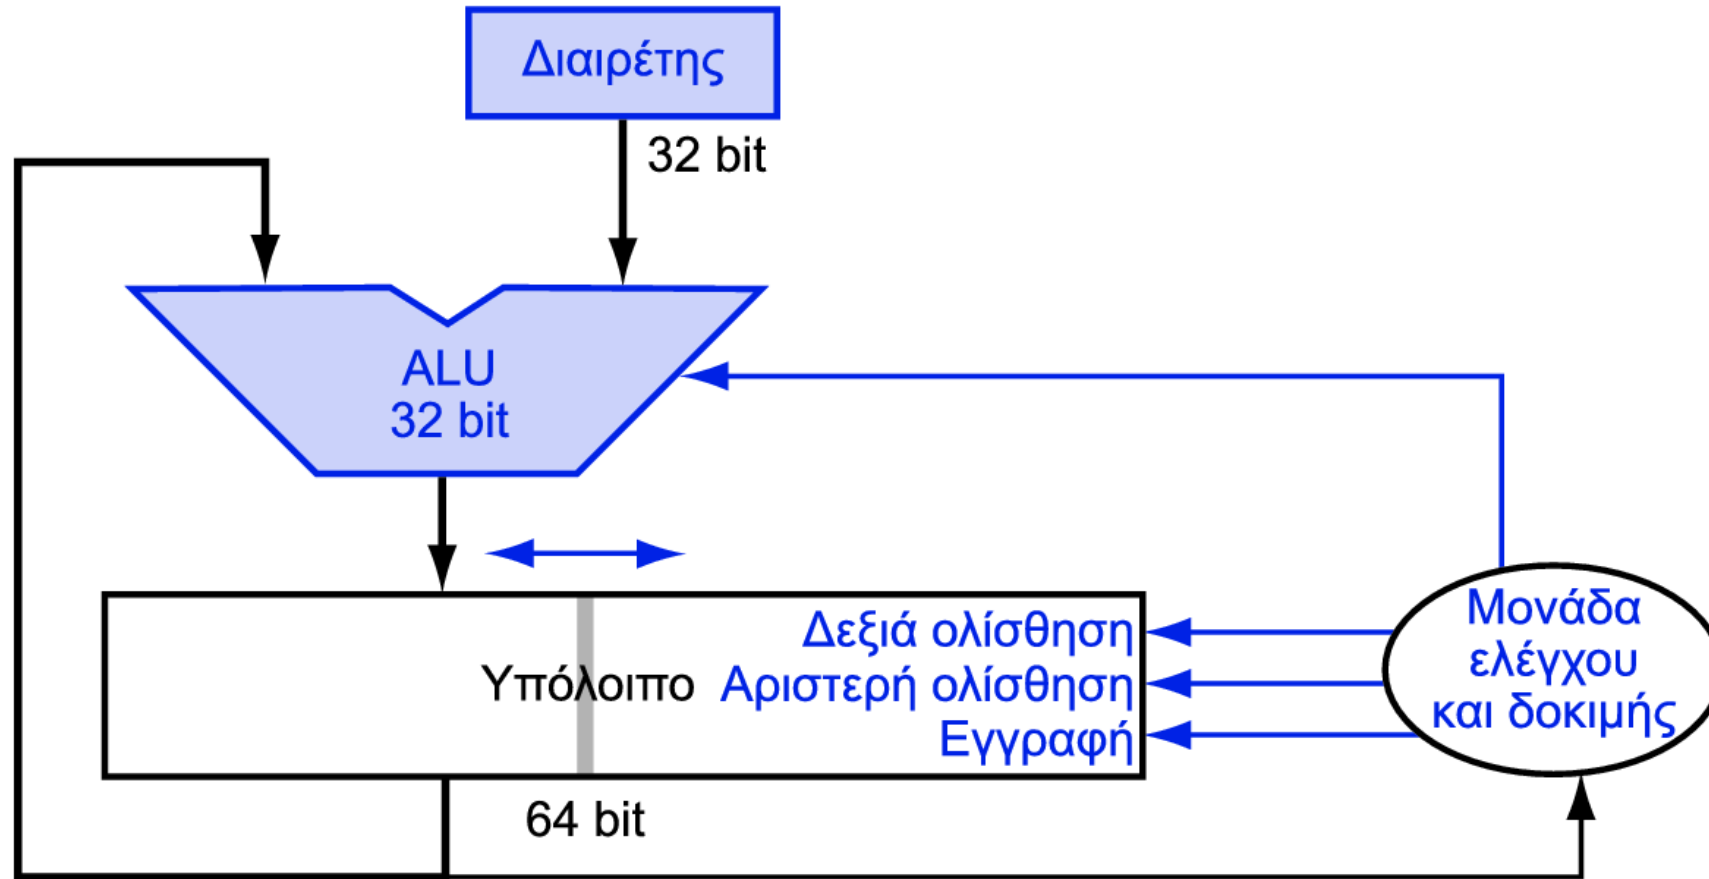 Διαιρέτης
32 bit
ALU
32 bit
Δεξιά ολίσθηση
Υπόλοιπο Αριστερή ολίσθηση
Εγγραφή
Μονάδα
ελέγχου
και δοκιμής
64 bit